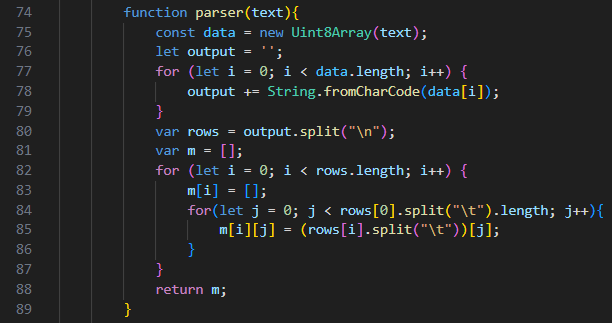 74 function parser(text){
75 const data = new Uint8Array(text);
76 let output = '';
77 for (let i = 0; i < data.length; i++) {
78 output += String.fromCharCode(data[i]);
79 }
80 var rows = output.split("\n");
81 var m = [];
82 for (let i = 0; i < rows.length; i++) {
83 m[i] = [];
84 for(let j = 0; j < rows[0].split("\t").length; j++){
85 m[i][j] = (rows[i].split("\t"))[j];
86 }
87 }
88 return m;
89 }